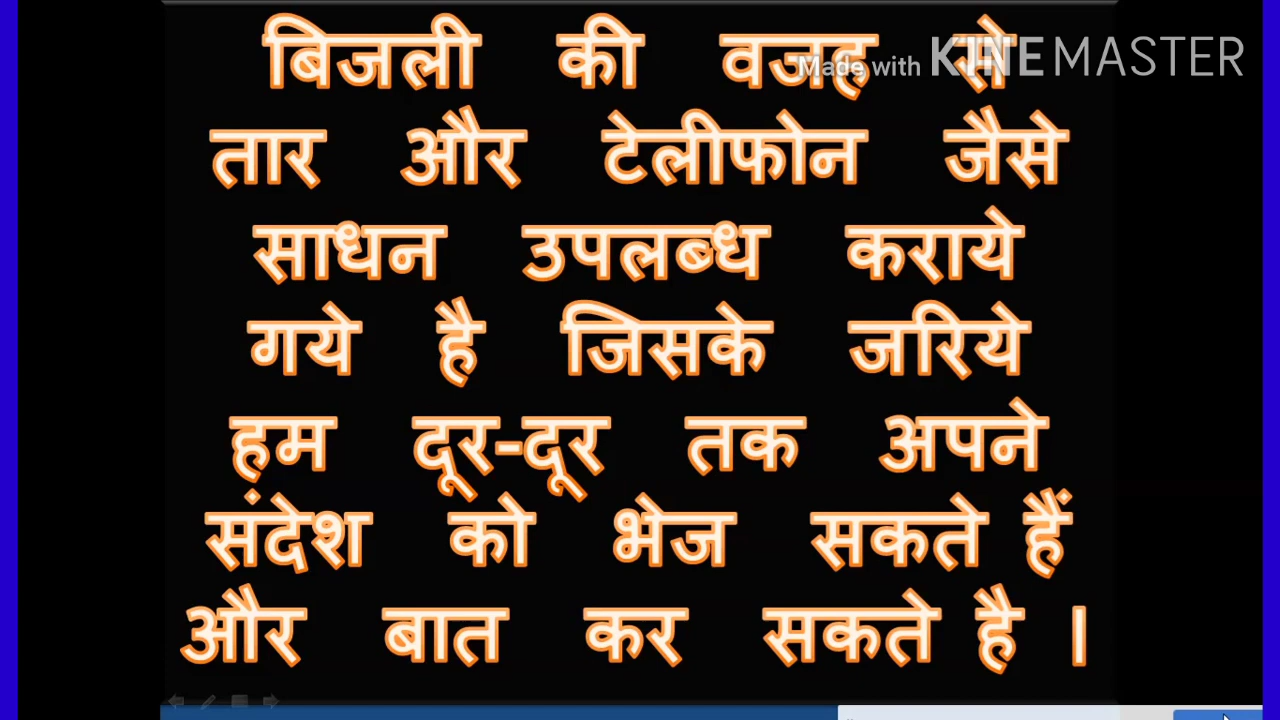 बिजली की वजह से
Made with KINEMASTER
तार और टेलीफोन जैसे
साधन उपलब्ध कराये
गये है जिसके जरिये
हम दूर-दूर तक अपने
संदेश को भेज सकते हैं
और बात कर सकते है ।